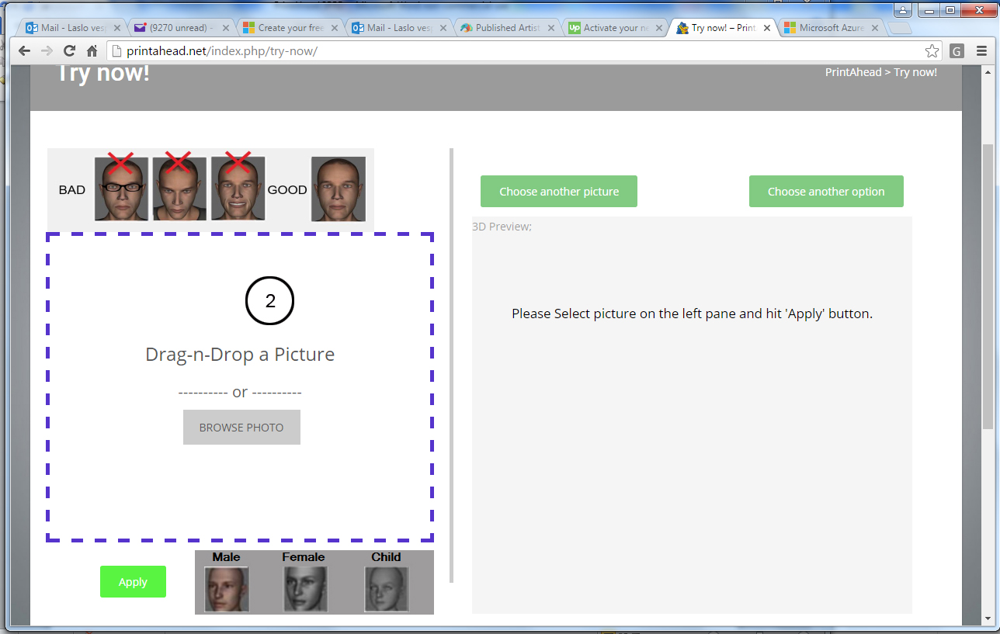 Mail - Laslo vesp
(9270 unread) -
Create your free
Mail - Laslo vesp
Published Artist
Activate your ne
Try now! – Print
Microsoft Azure
printahead.net/index.php/try-now/
Try now!
PrintAhead > Try now!
BAD
GOOD
Choose another picture
Choose another option
3D Preview;
2
Please Select picture on the left pane and hit 'Apply' button.
Drag-n-Drop a Picture
---------- or ----------
BROWSE PHOTO
Male Female Child
Apply